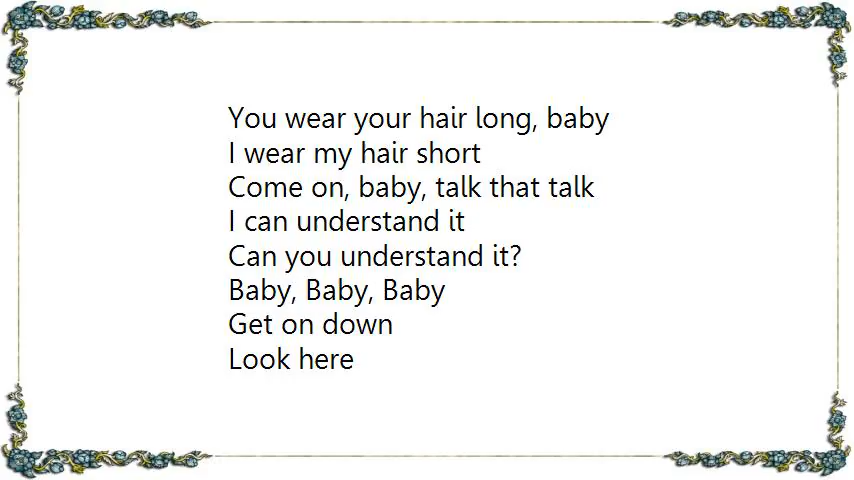 You wear your hair long, baby
I wear my hair short
Come on, baby, talk that talk
I can understand it
Can you understand it?
Baby, Baby, Baby
Get on down
Look here